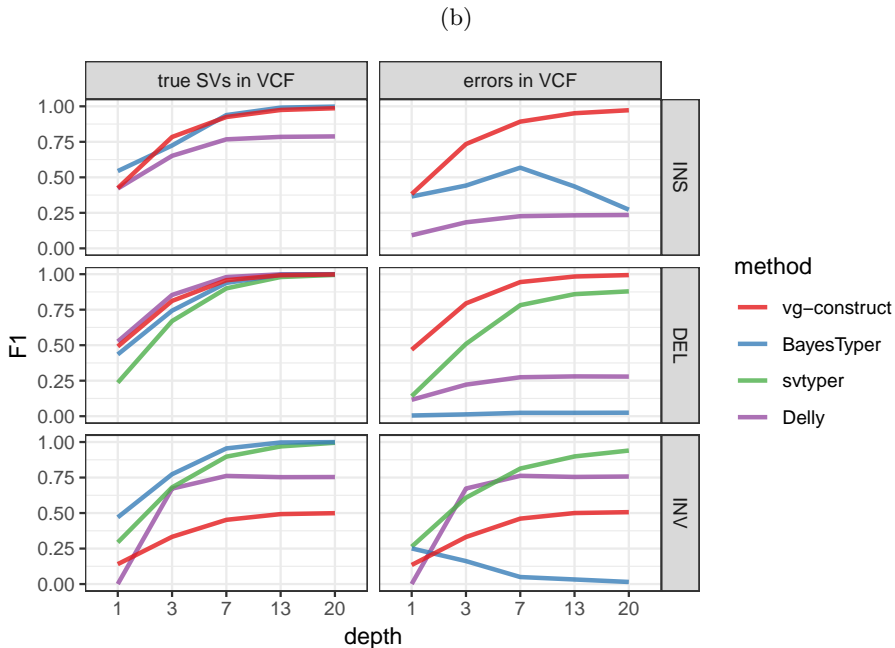 (b)
true SVs in VCF
errors in VCF
1.00
0.75
0.50
0.25
0.00
INS
1.00
0.75
0.50
0.25
0.00
DEL
1.00
0.75
0.50
0.25
0.00
INV
F1
1 3 7 13 20
1 3 7 13 20
depth
method
vg−construct
BayesTyper
svtyper
Delly